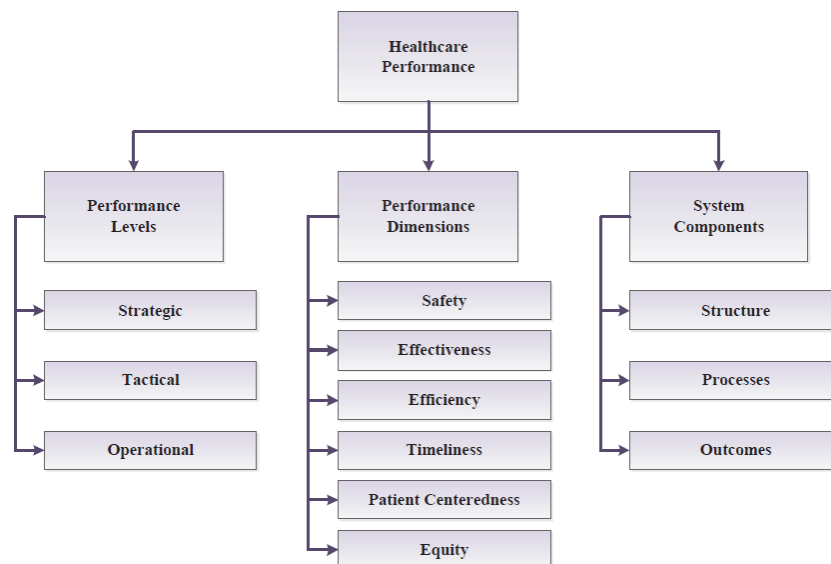 Healthcare
Performance
Performance
Levels
Performance
Dimensions
System
Components
Strategic
Tactical
Operational
Safety
Effectiveness
Efficiency
Timeliness
Patient Centeredness
Equity
Structure
Processes
Outcomes